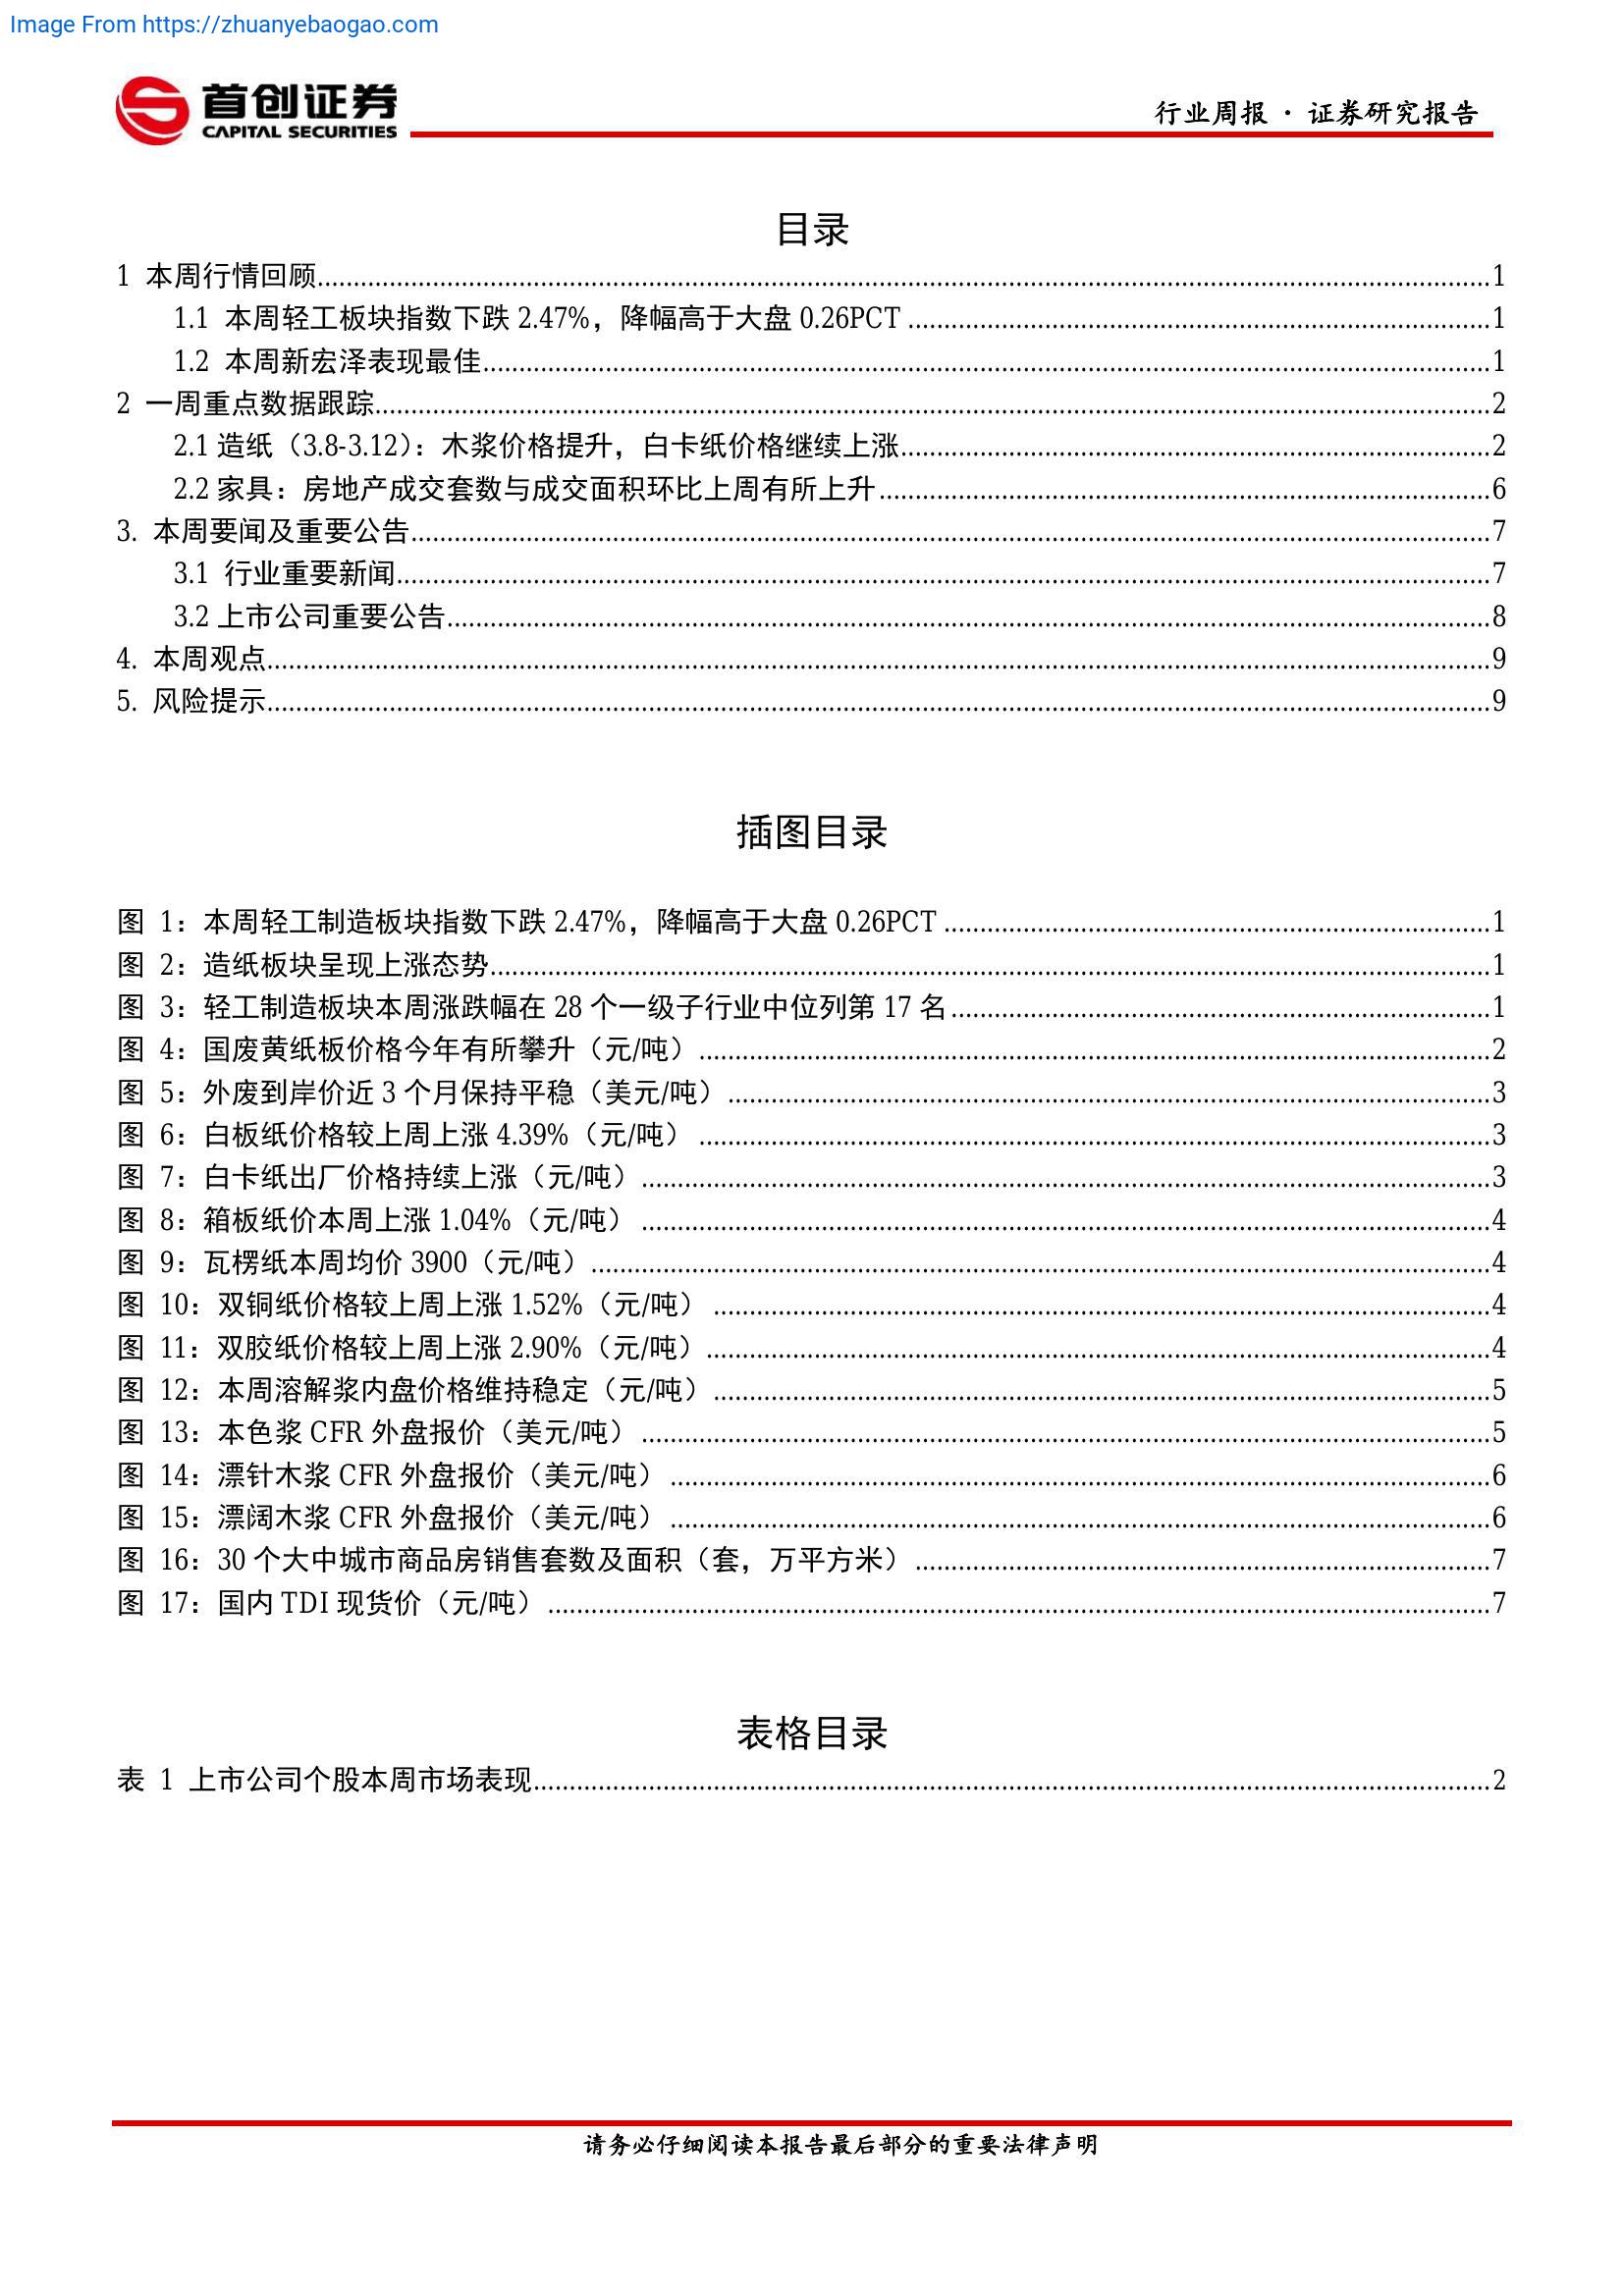 Image From https://zhuanyebaogao.com
首创证券
CAPITAL SECURITIES
行业周报 · 证券研究报告
目录
1 本周行情回顾 1
1.1 本周轻工板块指数下跌 2.47%，降幅高于大盘 0.26PCT 1
1.2 本周新宏泽表现最佳 1
2 一周重点数据跟踪 2
2.1 造纸（3.8-3.12）：木浆价格提升，白卡纸价格继续上涨 2
2.2 家具：房地产成交套数与成交面积环比上周有所上升 6
3. 本周要闻及重要公告 7
3.1 行业重要新闻 7
3.2 上市公司重要公告 8
4. 本周观点 9
5. 风险提示 9
插图目录
图 1：本周轻工制造板块指数下跌 2.47%，降幅高于大盘 0.26PCT 1
图 2：造纸板块呈现上涨态势 1
图 3：轻工制造板块本周涨跌幅在 28 个一级子行业中位列第 17 名 1
图 4：国废黄纸板价格今年有所攀升（元/吨） 2
图 5：外废到岸价近 3 个月保持平稳（美元/吨） 3
图 6：白板纸价格较上周上涨 4.39%（元/吨） 3
图 7：白卡纸出厂价格持续上涨（元/吨） 3
图 8：箱板纸价本周上涨 1.04%（元/吨） 4
图 9：瓦楞纸本周均价 3900（元/吨） 4
图 10：双铜纸价格较上周上涨 1.52%（元/吨） 4
图 11：双胶纸价格较上周上涨 2.90%（元/吨） 4
图 12：本周溶解浆内盘价格维持稳定（元/吨） 5
图 13：本色浆 CFR 外盘报价（美元/吨） 5
图 14：漂针木浆 CFR 外盘报价（美元/吨） 6
图 15：漂阔木浆 CFR 外盘报价（美元/吨） 6
图 16：30 个大中城市商品房销售套数及面积（套，万平方米） 7
图 17：国内 TDI 现货价（元/吨） 7
表格目录
表 1 上市公司个股本周市场表现 2
请务必仔细阅读本报告最后部分的重要法律声明